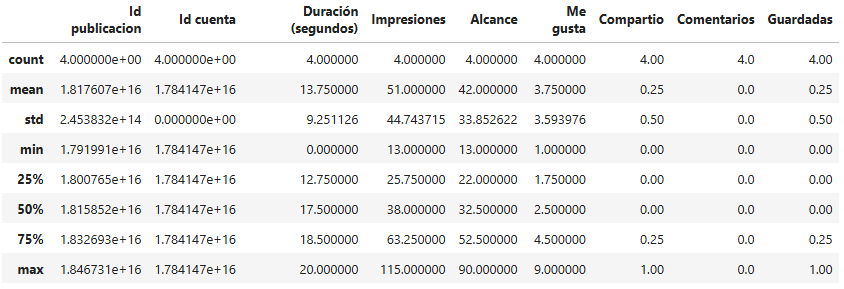 Id publicacion Id cuenta Duración (segundos) Impresiones Alcance Me gusta Compartio Comentarios Guardadas
count 4.000000e+00 4.000000e+00 4.000000 4.000000 4.000000 4.000000 4.00 4.0 4.00
mean 1.817607e+16 1.784147e+16 13.750000 51.000000 42.000000 3.750000 0.25 0.0 0.25
std 2.453832e+14 0.000000e+00 9.251126 44.743715 33.852622 3.593976 0.50 0.0 0.50
min 1.791991e+16 1.784147e+16 0.000000 13.000000 13.000000 1.000000 0.00 0.0 0.00
25% 1.800765e+16 1.784147e+16 12.750000 25.750000 22.000000 1.750000 0.00 0.0 0.00
50% 1.815852e+16 1.784147e+16 17.500000 38.000000 32.500000 2.500000 0.00 0.0 0.00
75% 1.832693e+16 1.784147e+16 18.500000 63.250000 52.500000 4.500000 0.25 0.0 0.25
max 1.846731e+16 1.784147e+16 20.000000 115.000000 90.000000 9.000000 1.00 0.0 1.00